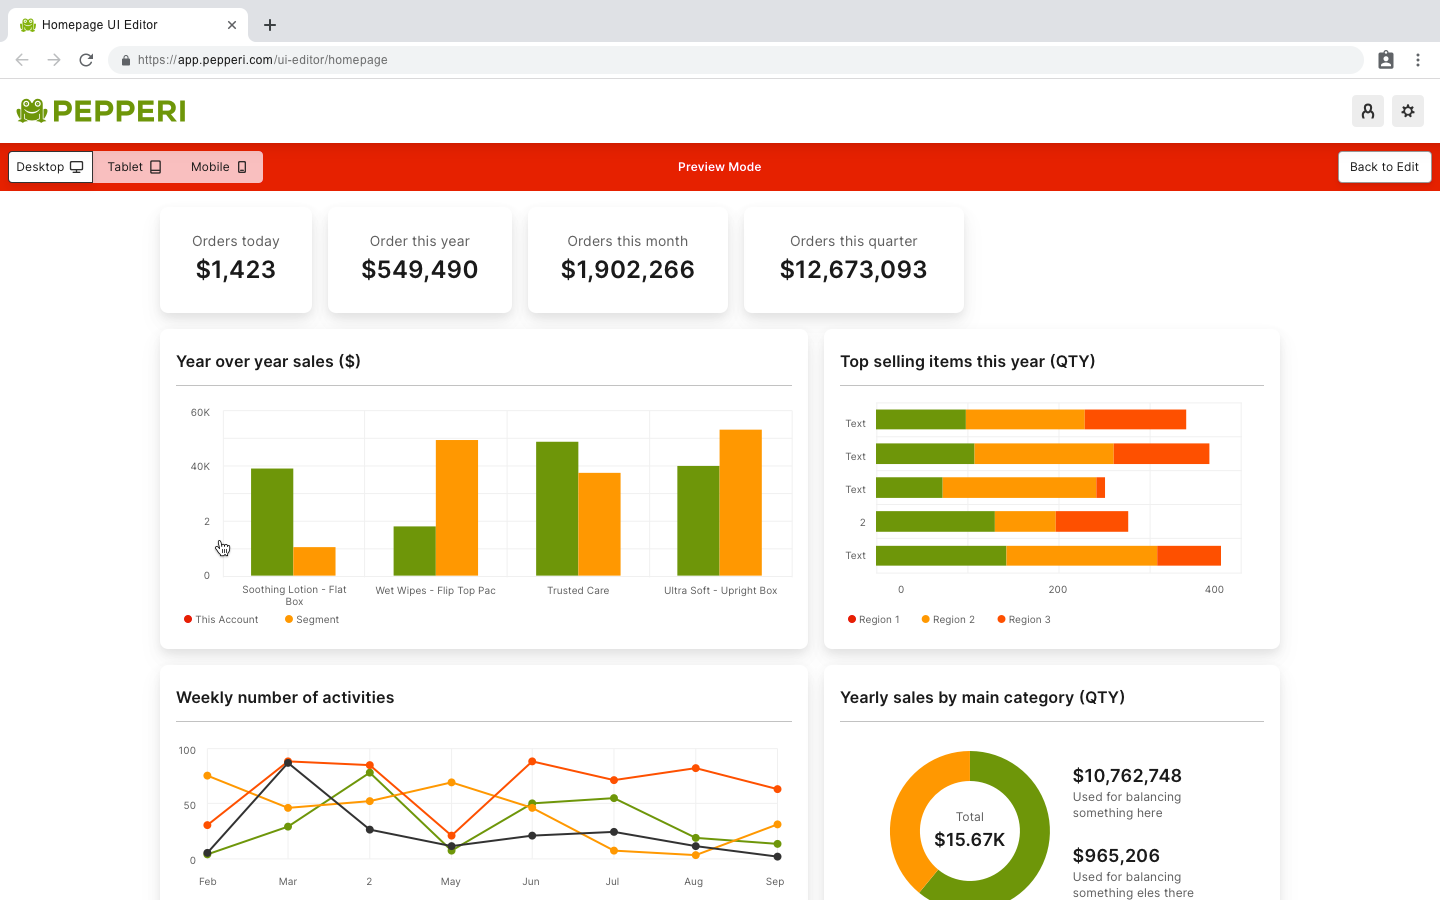 Homepage UI Editor
https://app.pepperi.com/ui-editor/homepage
PEPPERI
Desktop
Tablet
Mobile
Preview Mode
Back to Edit
Orders today
$1,423
Order this year
$549,490
Orders this month
$1,902,266
Orders this quarter
$12,673,093
Year over year sales ($)
60K
40K
2
0
Soothing Lotion - Flat
Box
Wet Wipes - Flip Top Pac
Trusted Care
Ultra Soft - Upright Box
This Account
Segment
Top selling items this year (QTY)
Text
Text
Text
2
Text
0
200
400
Region 1
Region 2
Region 3
Weekly number of activities
100
50
0
Feb
Mar
2
May
Jun
Jul
Aug
Sep
Yearly sales by main category (QTY)
Total
$15.67K
$10,762,748
Used for balancing
something here
$965,206
Used for balancing
something eles there